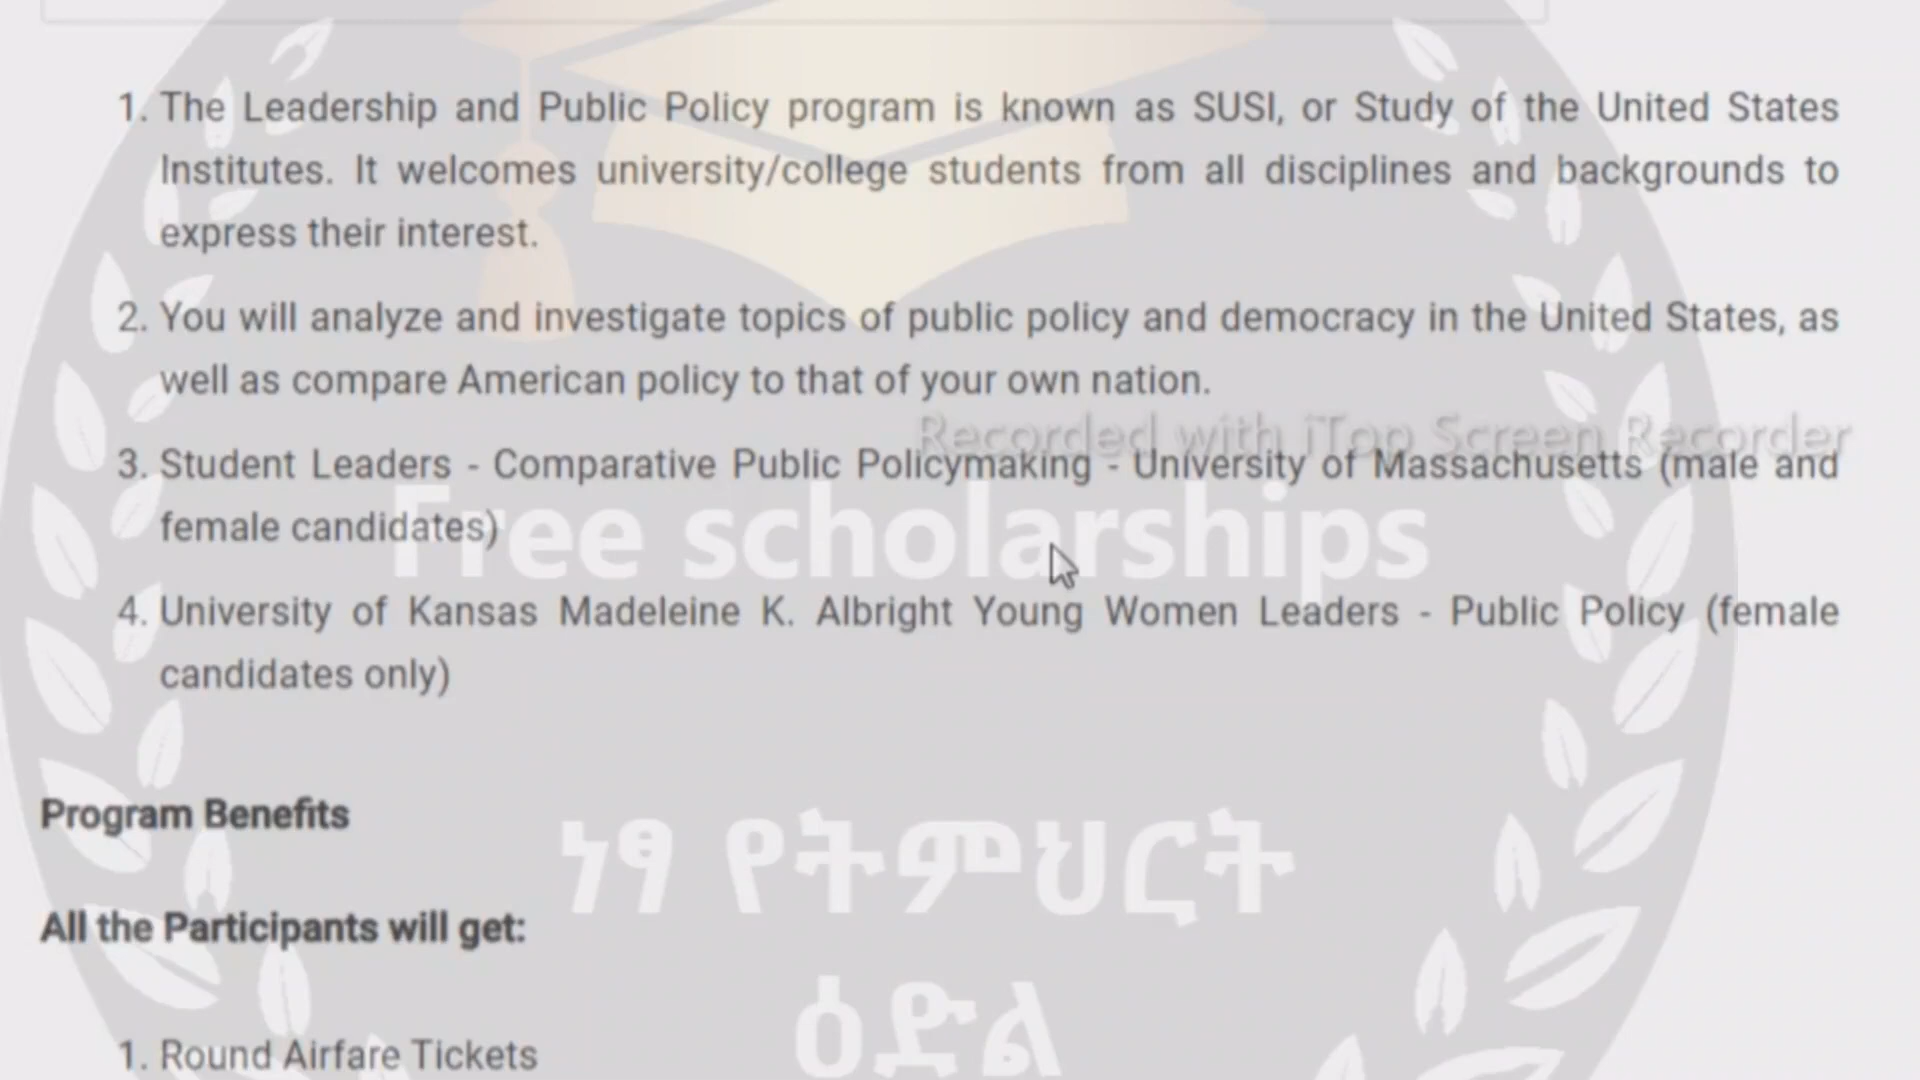 1. The Leadership and Public Policy program is known as SUSI, or Study of the United States
Institutes. It welcomes university/college students from all disciplines and backgrounds to
express their interest.
2. You will analyze and investigate topics of public policy and democracy in the United States, as
well as compare American policy to that of your own nation.
Recorded with iTop Screen Recorder
3. Student Leaders - Comparative Public Policymaking - University of Massachusetts (male and
female candidates)
Free scholarships
4. University of Kansas Madeleine K. Albright Young Women Leaders - Public Policy (female
candidates only)
Program Benefits
ነፃ የትምህርት
All the Participants will get:
ዕድል
1. Round Airfare Tickets